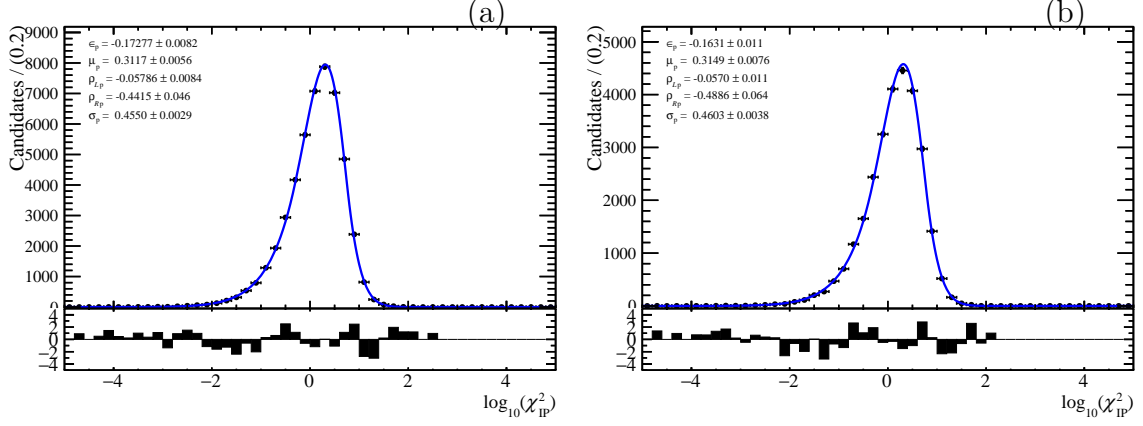 (a)
Candidates / (0.2)
9000
8000
7000
6000
5000
4000
3000
2000
1000
0
ϵ_p = -0.17277 ± 0.0082
μ_p = 0.3117 ± 0.0056
ρ_Lp = -0.05786 ± 0.0084
ρ_Rp = -0.4415 ± 0.046
σ_p = 0.4550 ± 0.0029
4
2
0
−2
−4
−4 −2 0 2 4
log₁₀(χ²_IP)
(b)
Candidates / (0.2)
5000
4000
3000
2000
1000
0
ϵ_p = -0.1631 ± 0.011
μ_p = 0.3149 ± 0.0076
ρ_Lp = -0.0570 ± 0.011
ρ_Rp = -0.4886 ± 0.064
σ_p = 0.4603 ± 0.0038
4
2
0
−2
−4
−4 −2 0 2 4
log₁₀(χ²_IP)